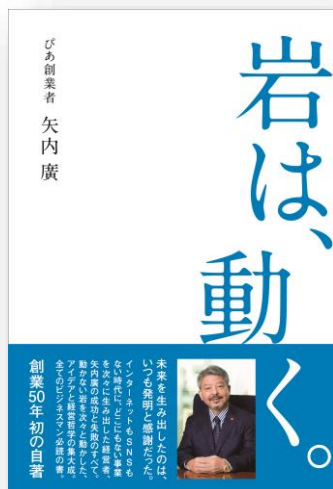 岩は、動く。
ぴあ創業者 矢内 廣
未来を生み出したのは、
いつも発明と感謝だった。
インターネットもSNSも
ない時代に、どこにもない事業
を次々に生み出した経営者、
矢内廣の成功と失敗のすべて。
動かない岩を次々と動かした、
アイデアと経営哲学の集大成。
全てのビジネスマン必読の書。
創業50年初の自著